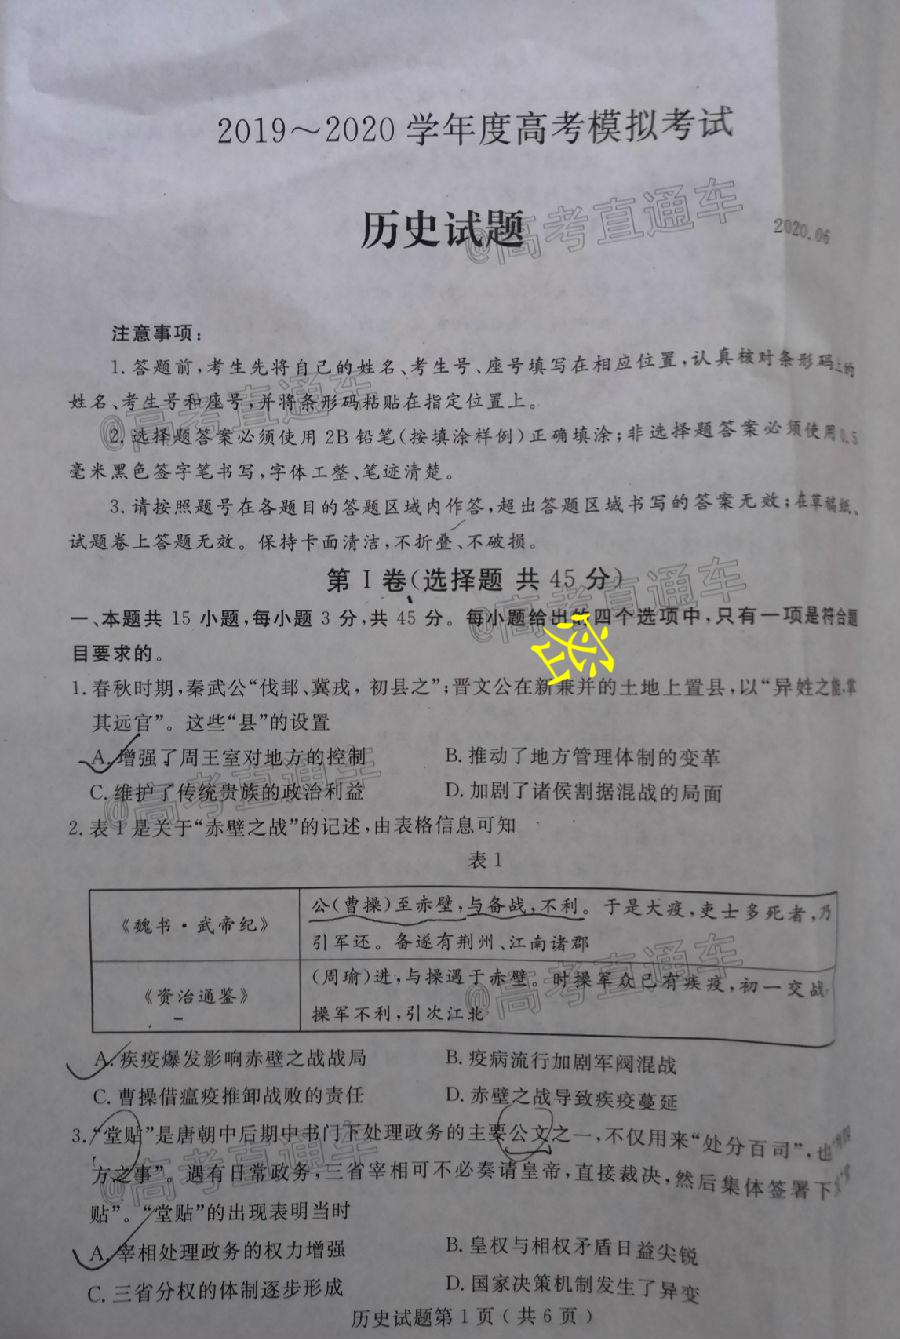 2019～2020学年度高考模拟考试
历史试题
@高考直通车
2020.06
注意事项：
1.答题前，考生先将自己的姓名、考生号、座号填写在相应位置，认真核对条形码上的
姓名、考生号和座号，并将条形码粘贴在指定位置上。
@高考直通车
2.选择题答案必须使用2B铅笔（按填涂样例）正确填涂；非选择题答案必须使用0.5
毫米黑色签字笔书写，字体工整、笔迹清楚。
3.请按照题号在各题目的答题区域内作答，超出答题区域书写的答案无效；在草稿纸、
试题卷上答题无效。保持卡面清洁，不折叠、不破损。
第Ⅰ卷（选择题 共45分）
@高考直通车
一、本题共15小题，每小题3分，共45分。每小题给出的四个选项中，只有一项是符合题
目要求的。
密
1.春秋时期，秦武公“伐邽、冀戎，初县之”；晋文公在新兼并的土地上置县，以“异姓之能，掌
其远官”。这些“县”的设置
A.增强了周王室对地方的控制 B.推动了地方管理体制的变革
C.维护了传统贵族的政治利益 D.加剧了诸侯割据混战的局面
@高考直通车
2.表1是关于“赤壁之战”的记述，由表格信息可知
表1
《魏书·武帝纪》 公（曹操）至赤壁，与备战，不利。于是大疫，吏士多死者，乃
引军还。备遂有荆州、江南诸郡
《资治通鉴》 （周瑜）进，与操遇于赤壁。时操军众已有疾疫，初一交战，
操军不利，引次江北
@高考直通车
A.疾疫爆发影响赤壁之战战局 B.疫病流行加剧军阀混战
C.曹操借瘟疫推卸战败的责任 D.赤壁之战导致疾疫蔓延
3.“堂贴”是唐朝中后期中书门下处理政务的主要公文之一，不仅用来“处分百司”，也
方之事”。遇有日常政务，三省宰相可不必奏请皇帝，直接裁决，然后集体签署下
贴”。“堂贴”的出现表明当时
@高考直通车
A.宰相处理政务的权力增强 B.皇权与相权矛盾日益尖锐
C.三省分权的体制逐步形成 D.国家决策机制发生了异变
历史试题第1页（共6页）